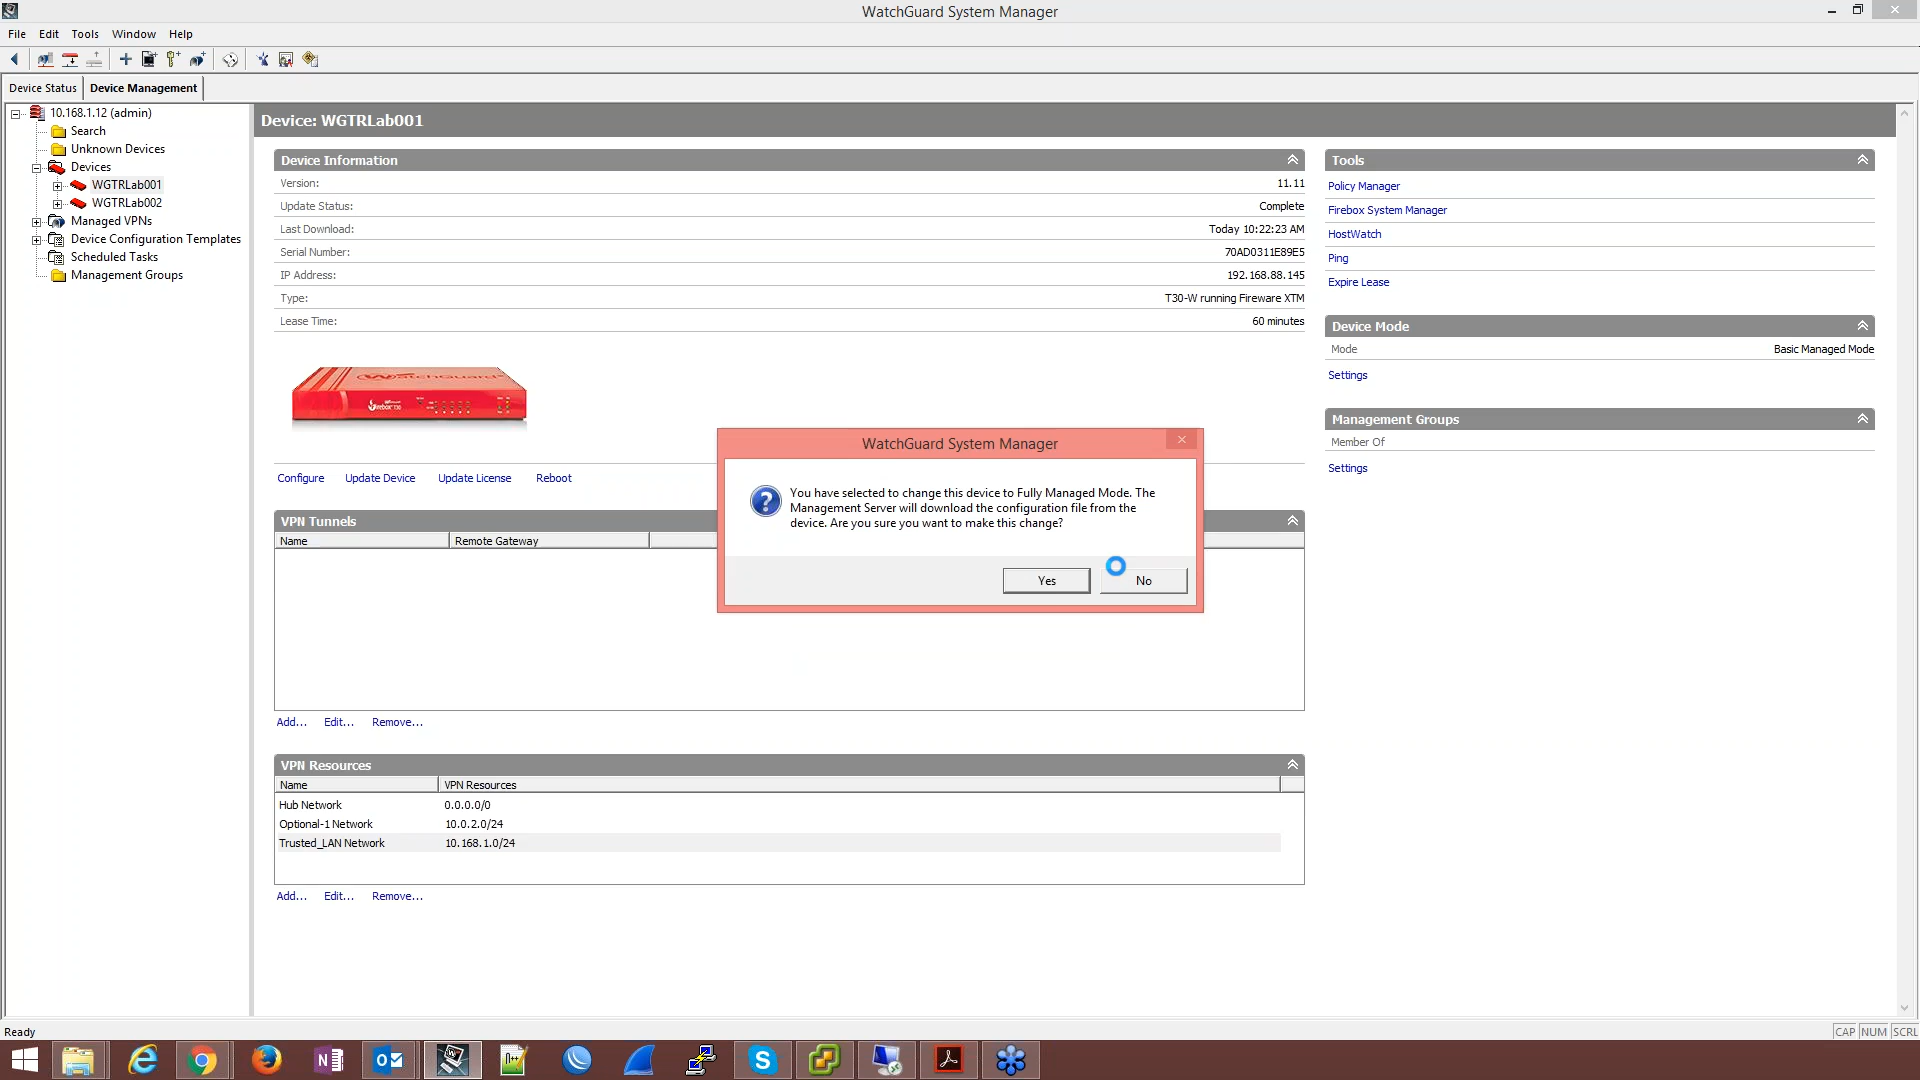 WatchGuard System Manager
File Edit Tools Window Help
Device Status Device Management
10.168.1.12 (admin)
Search
Unknown Devices
Devices
WGTRLab001
WGTRLab002
Managed VPNs
Device Configuration Templates
Scheduled Tasks
Management Groups
Device: WGTRLab001
Device Information
Version: 11.11
Update Status: Complete
Last Download: Today 10:22:23 AM
Serial Number: 70AD0311E89E5
IP Address: 192.168.88.145
Type: T30-W running Fireware XTM
Lease Time: 60 minutes
WatchGuard
Firebox T30
Configure Update Device Update License Reboot
VPN Tunnels
Name Remote Gateway
Add... Edit... Remove...
VPN Resources
Name VPN Resources
Hub Network 0.0.0.0/0
Optional-1 Network 10.0.2.0/24
Trusted_LAN Network 10.168.1.0/24
Add... Edit... Remove...
Tools
Policy Manager
Firebox System Manager
HostWatch
Ping
Expire Lease
Device Mode
Mode Basic Managed Mode
Settings
Management Groups
Member Of
Settings
WatchGuard System Manager
You have selected to change this device to Fully Managed Mode. The
Management Server will download the configuration file from the
device. Are you sure you want to make this change?
Yes No
Ready CAP NUM SCRL